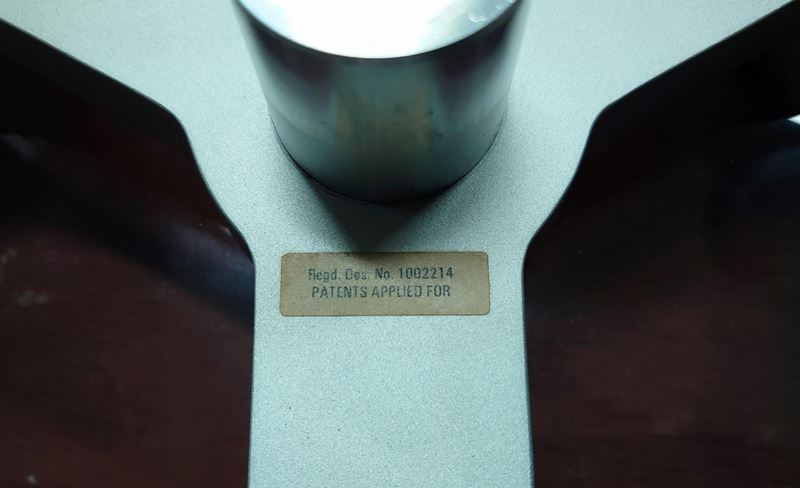 Regd. Des. No. 1002214
PATENTS APPLIED FOR